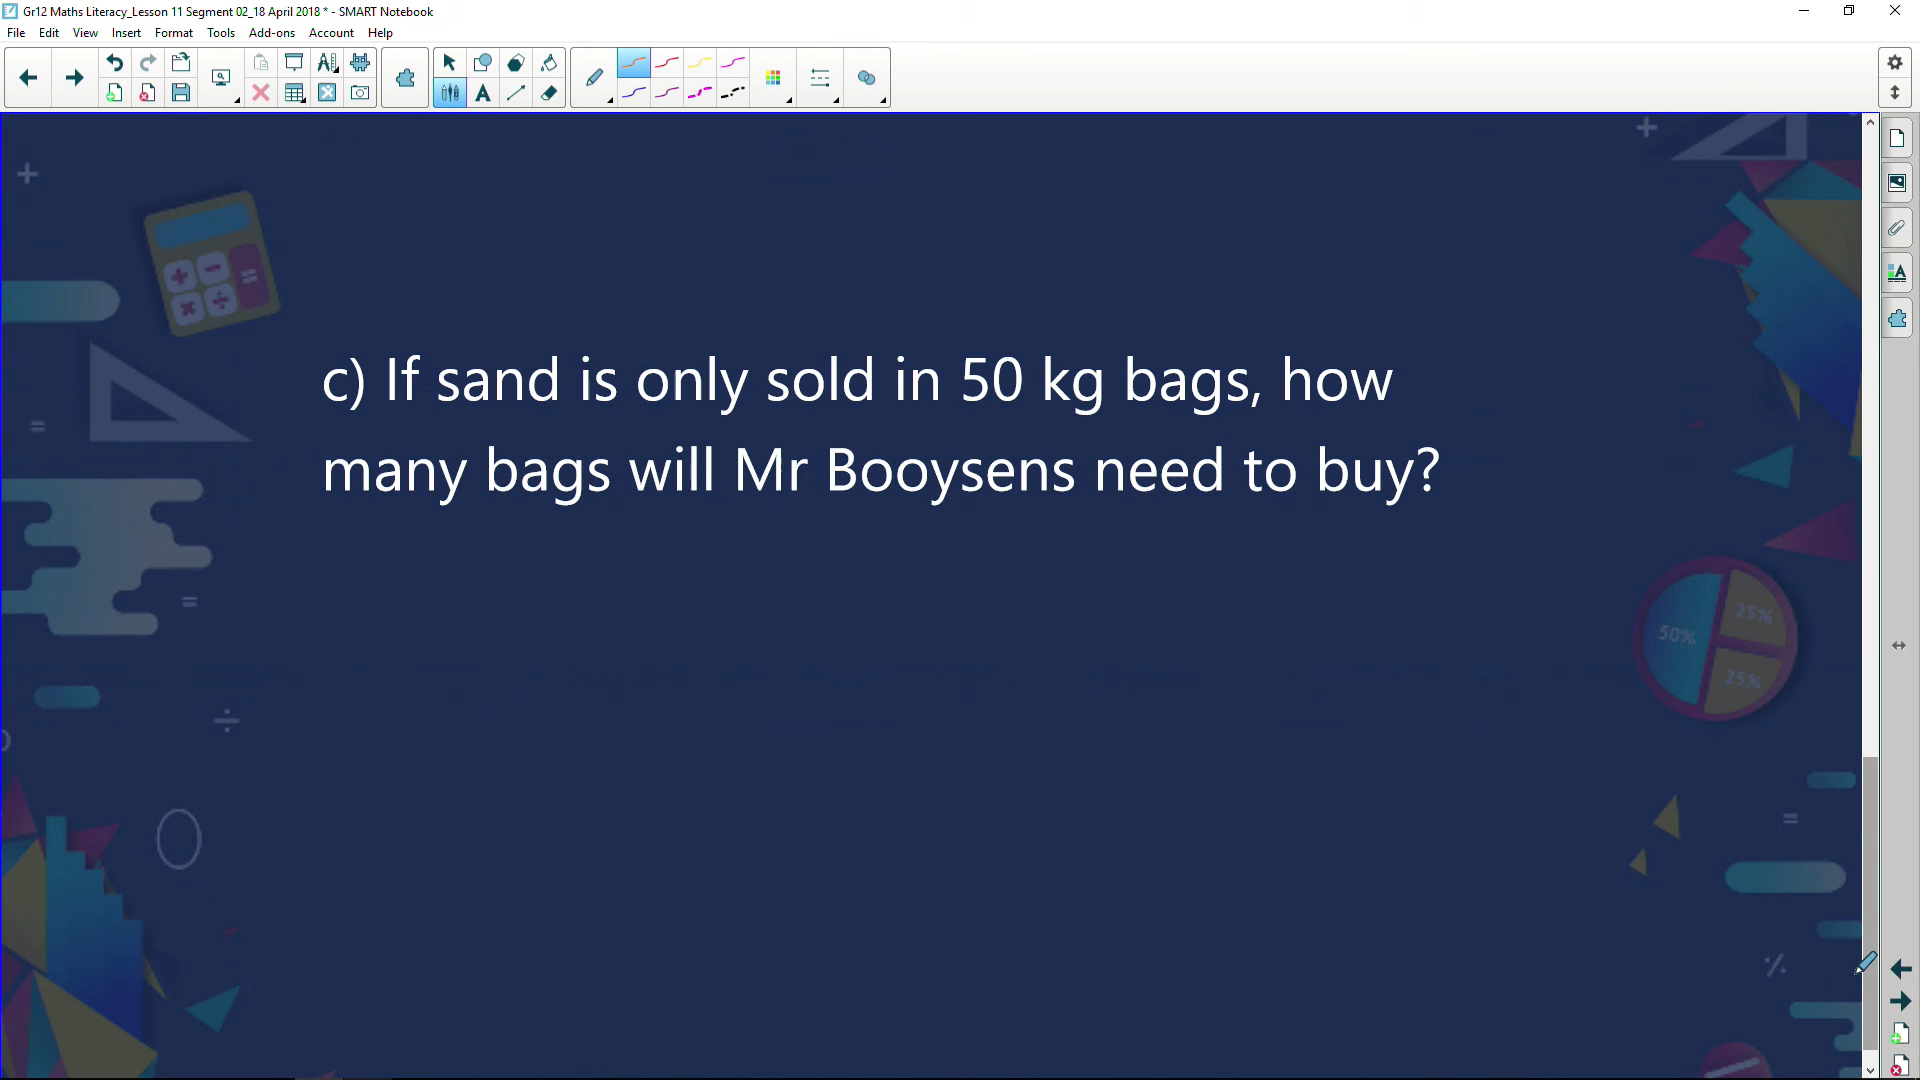 Gr12 Maths Literacy_Lesson 11 Segment 02_18 April 2018 * - SMART Notebook
File Edit View Insert Format Tools Add-ons Account Help
c) If sand is only sold in 50 kg bags, how
many bags will Mr Booysens need to buy?
50%
25%
25%